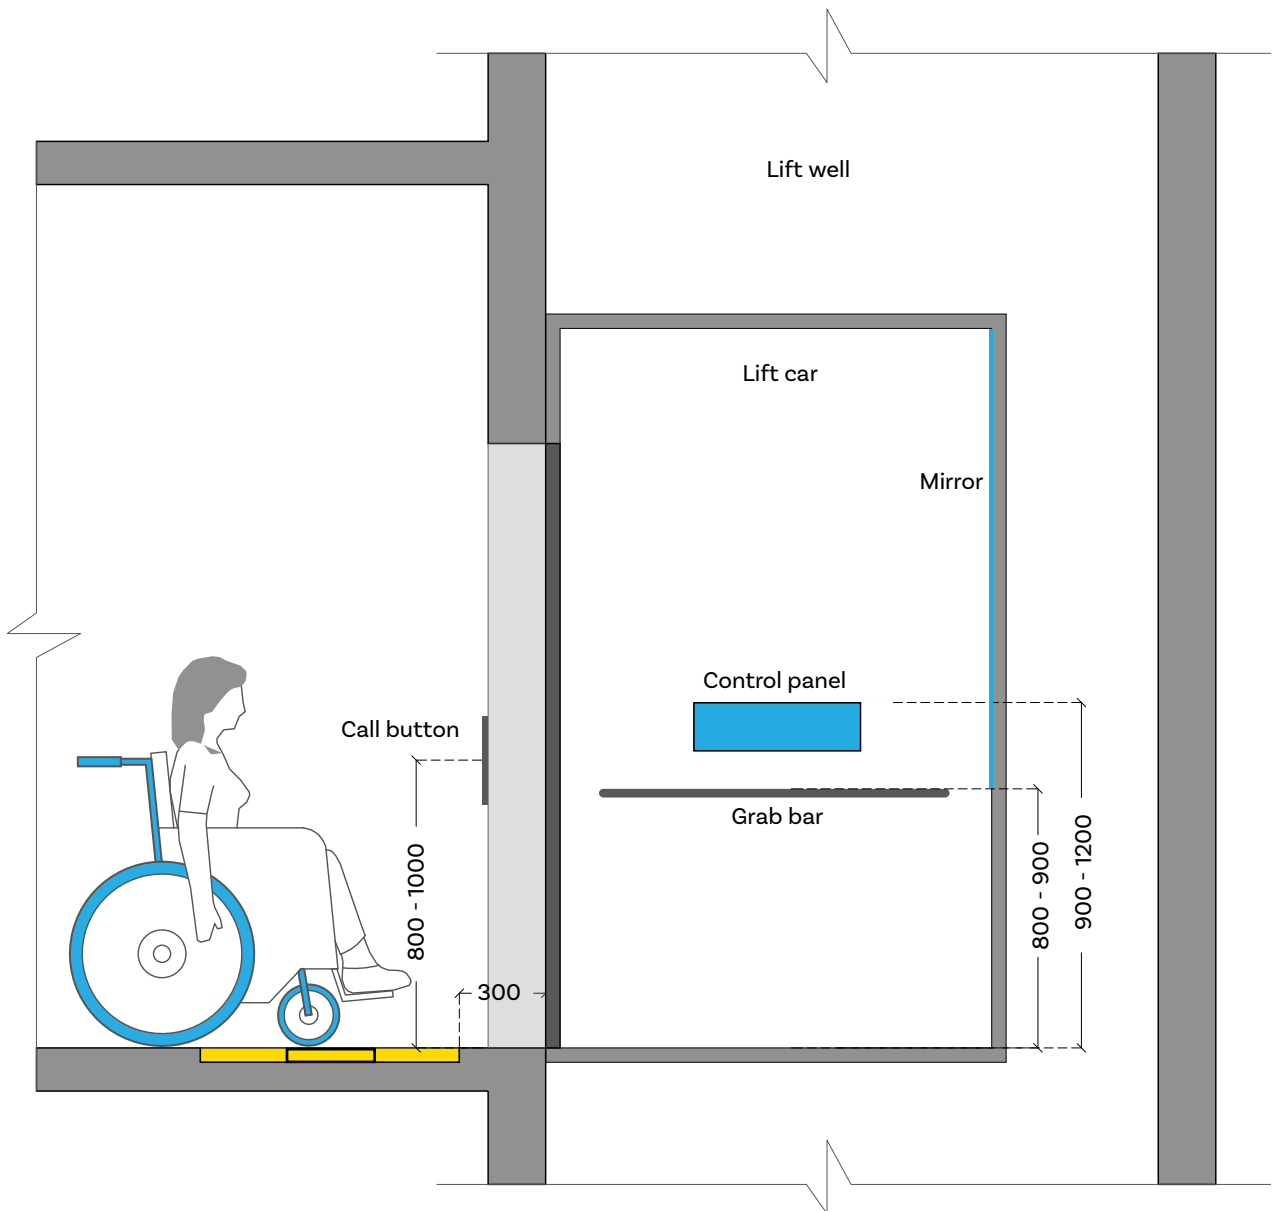 Lift well
Lift car
Mirror
Control panel
Call button
Grab bar
800 - 1000
800 - 900
900 - 1200
300